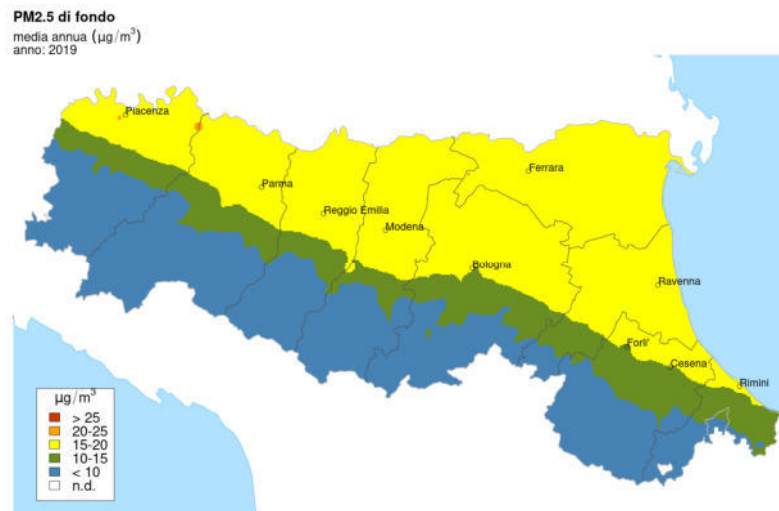 PM2.5 di fondo
media annua (µg/m³)
anno: 2019
Piacenza
Parma
Reggio Emilia
Modena
Ferrara
Bologna
Ravenna
Forli'
Cesena
Rimini
µg/m³
> 25
20-25
15-20
10-15
< 10
n.d.